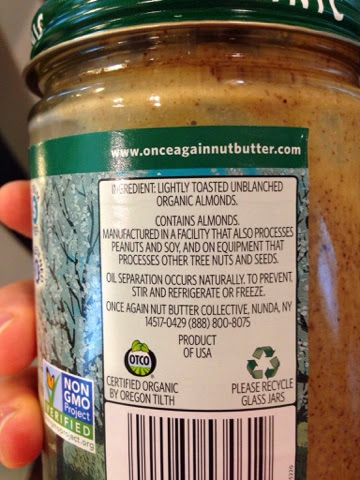 www.onceagainnutbutter.com
INGREDIENT: LIGHTLY TOASTED UNBLANCHED
ORGANIC ALMONDS.
CONTAINS ALMONDS.
MANUFACTURED IN A FACILITY THAT ALSO PROCESSES
PEANUTS AND SOY, AND ON EQUIPMENT THAT
PROCESSES OTHER TREE NUTS AND SEEDS.
OIL SEPARATION OCCURS NATURALLY. TO PREVENT,
STIR AND REFRIGERATE OR FREEZE.
ONCE AGAIN NUT BUTTER COLLECTIVE, NUNDA, NY
14517-0429 (888) 800-8075
PRODUCT
OF USA
OTCO
CERTIFIED ORGANIC
BY OREGON TILTH
PLEASE RECYCLE
GLASS JARS
NON
GMO
Project
VERIFIED